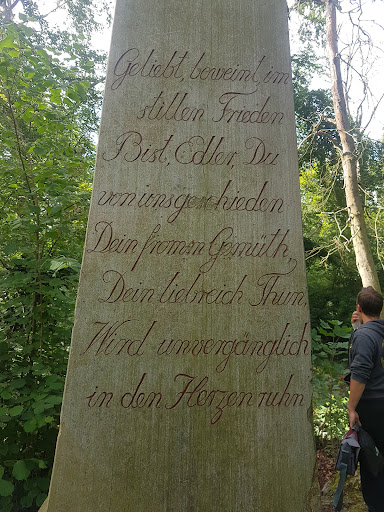 Geliebt, beweint, im
stillen Frieden
Bist, Edler, Du
von uns geschieden
Dein fromm Gemüth,
Dein liebreich Thun,
Wird unvergänglich
in den Herzen ruhn